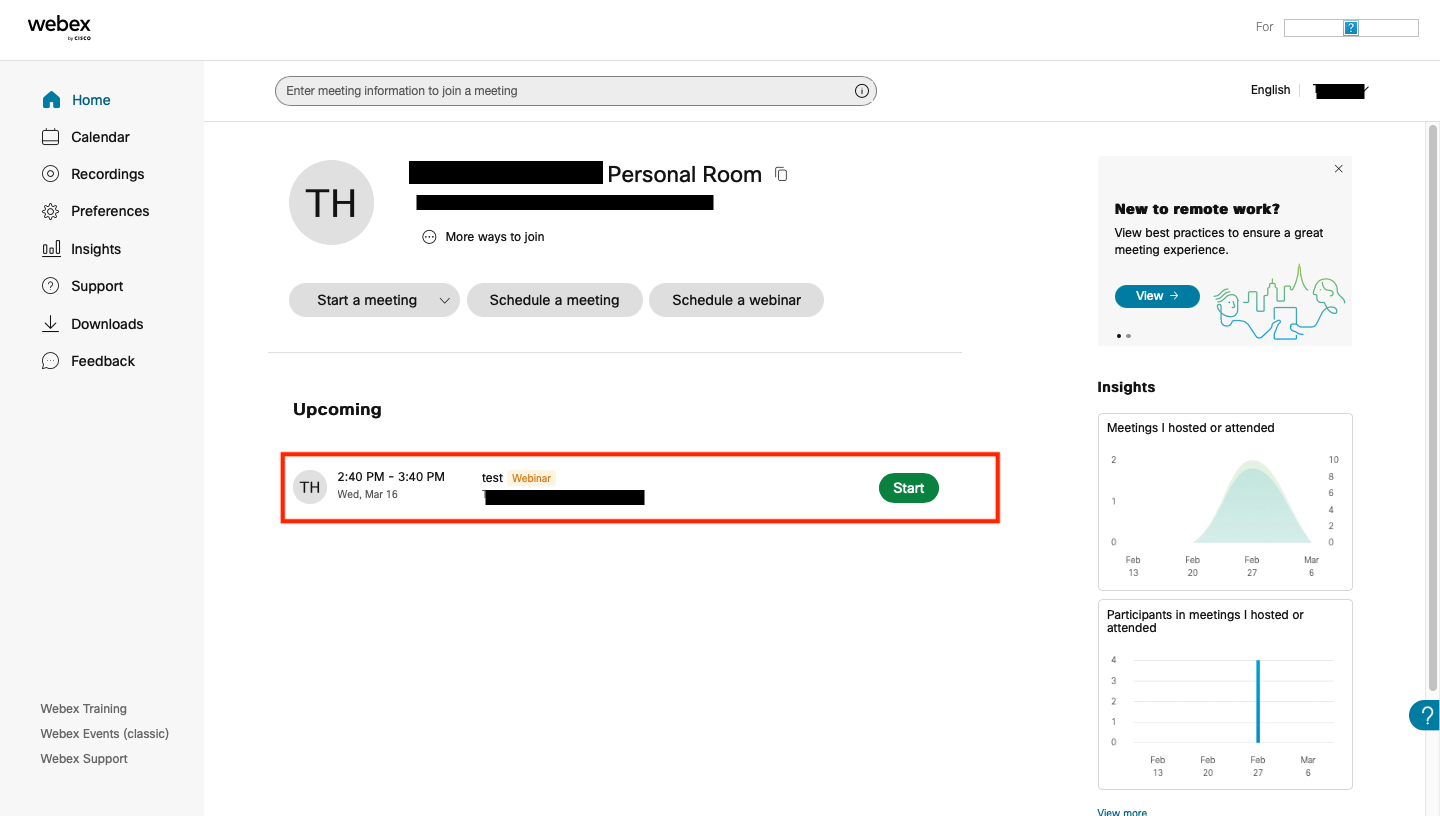 webex
by CISCO
For
Home
Calendar
Recordings
Preferences
Insights
Support
Downloads
Feedback
Webex Training
Webex Events (classic)
Webex Support
Enter meeting information to join a meeting
English
TH
Personal Room
More ways to join
Start a meeting
Schedule a meeting
Schedule a webinar
Upcoming
TH
2:40 PM - 3:40 PM
Wed, Mar 16
test Webinar
Start
New to remote work?
View best practices to ensure a great
meeting experience.
View →
Insights
Meetings I hosted or attended
2 10
8
6
1
4
2
0 0
Feb Feb Feb Mar
13 20 27 6
Participants in meetings I hosted or
attended
4
3
2
1
0
Feb Feb Feb Mar
13 20 27 6
View more
?